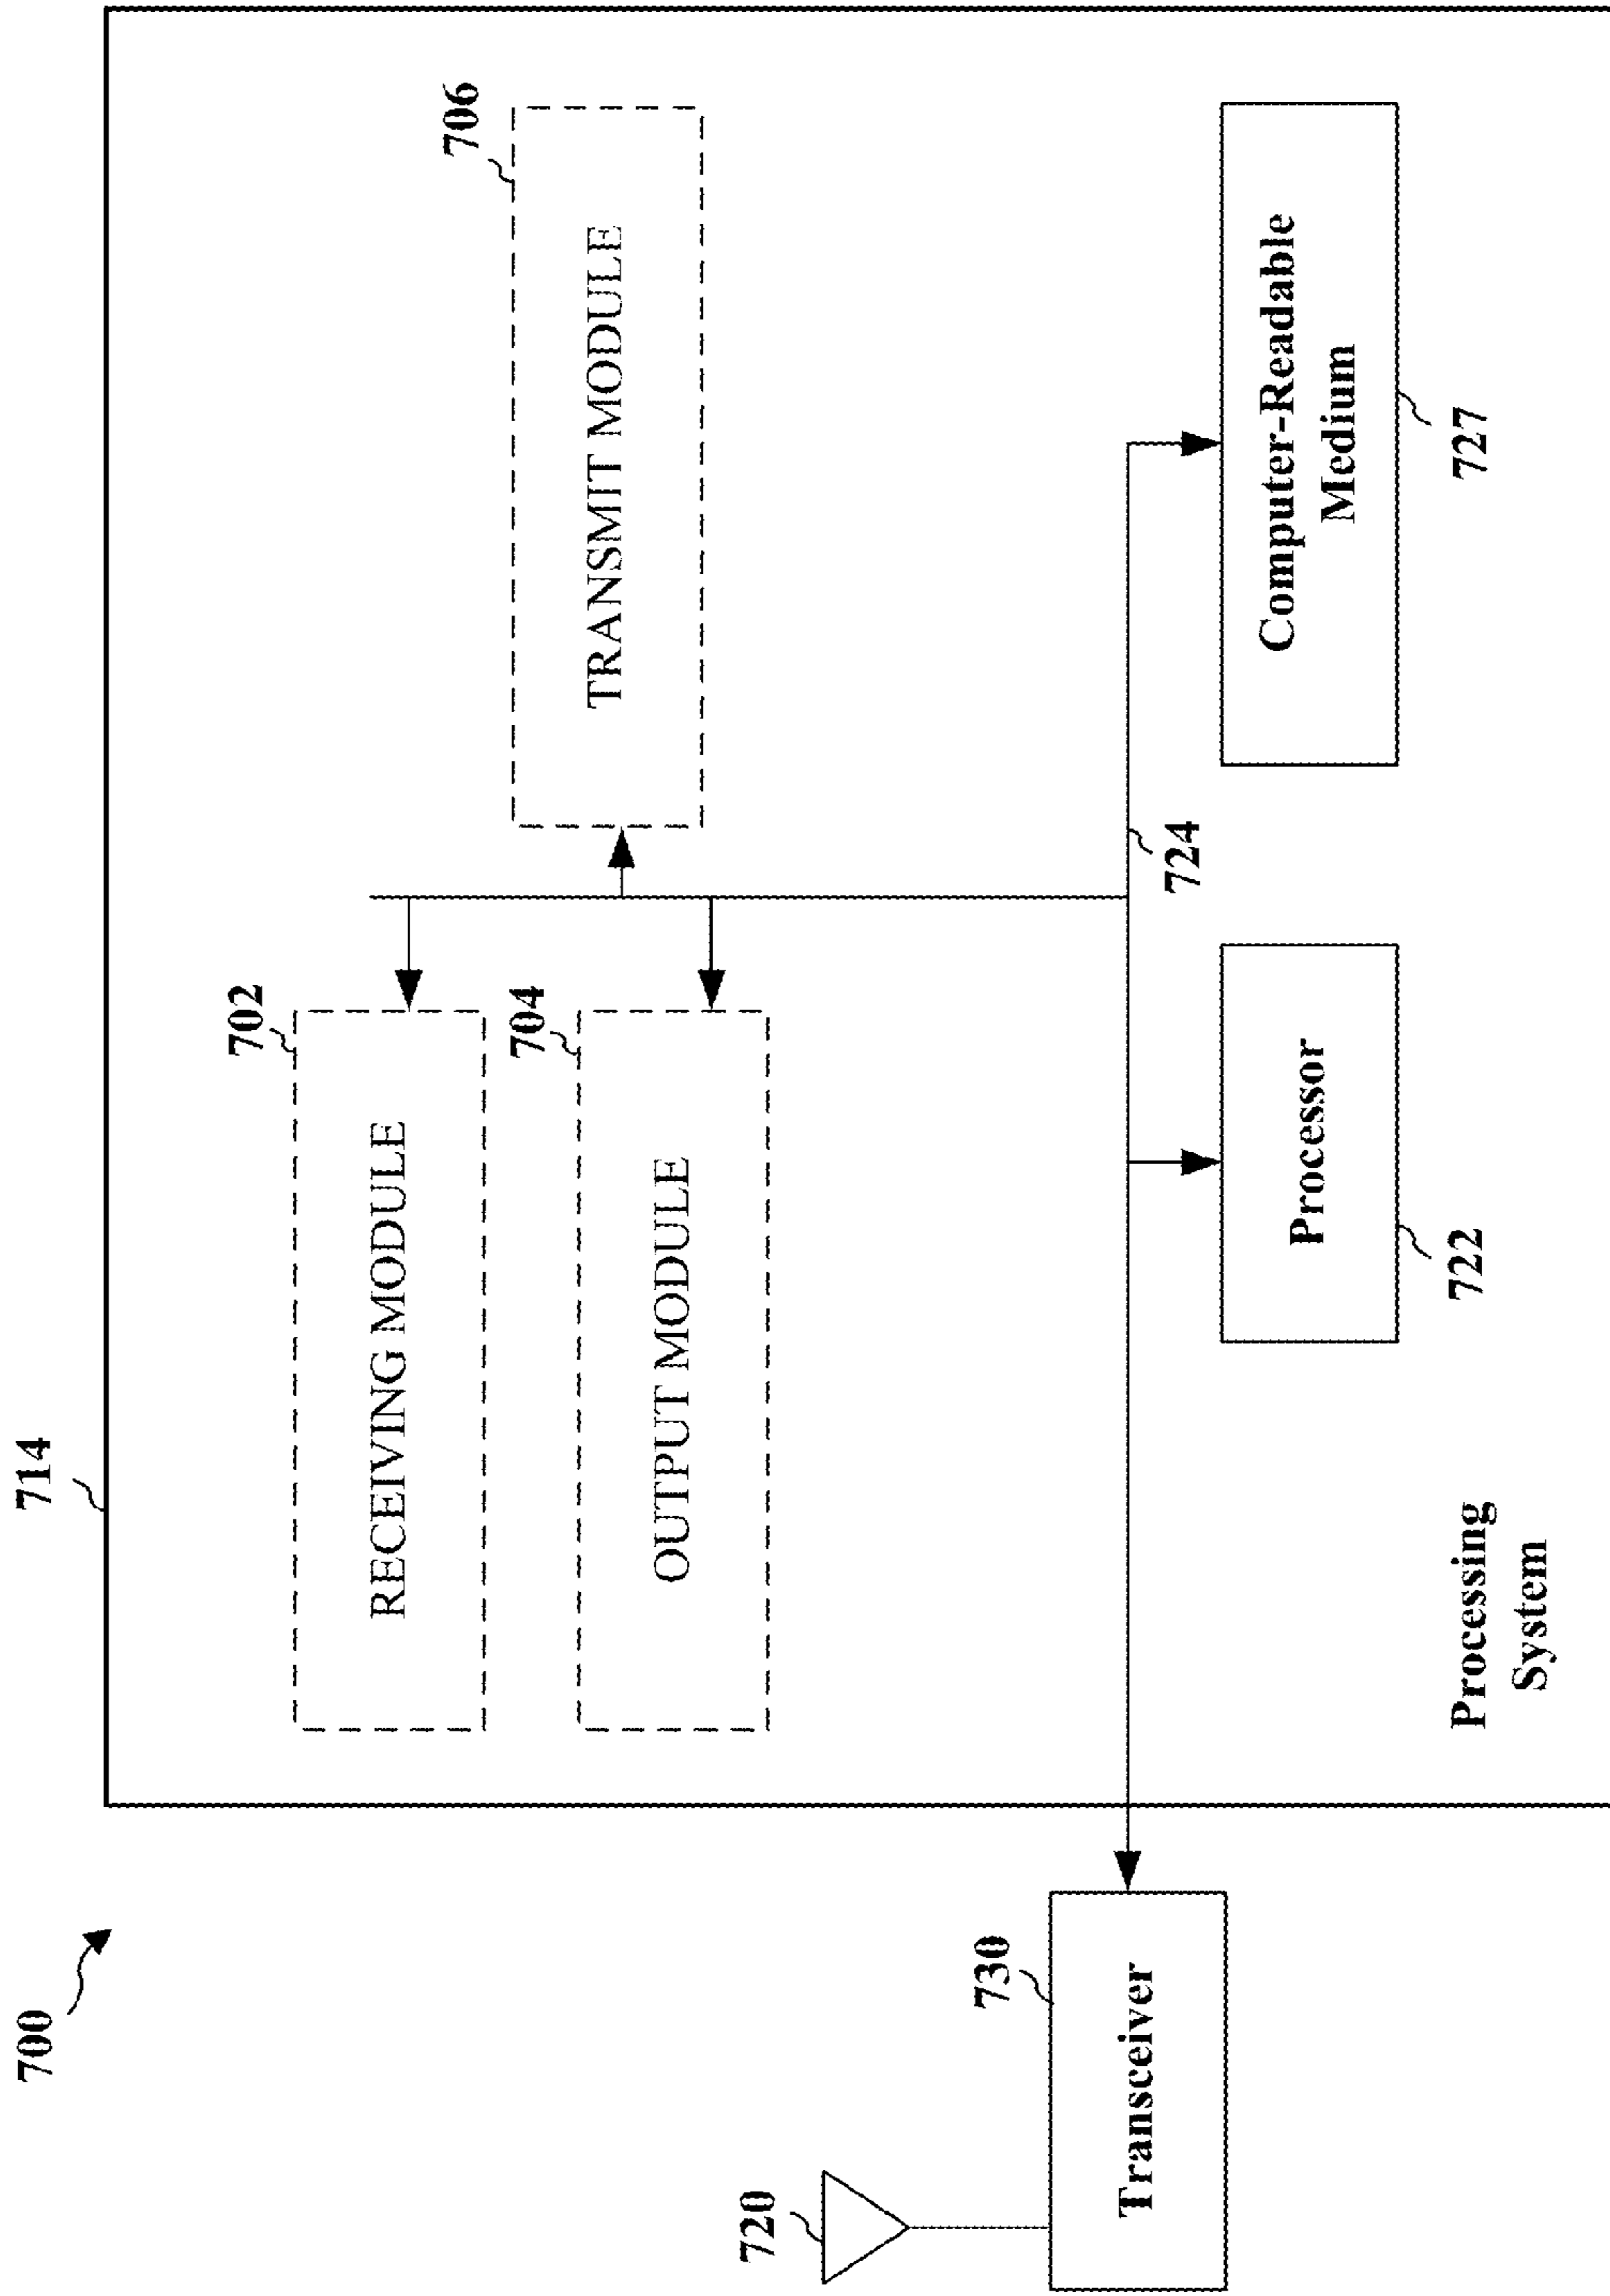 700
714
702
RECEIVING MODULE
706
TRANSMIT MODULE
704
OUTPUT MODULE
720
730
Transceiver
724
Processor
722
Computer-Readable
Medium
727
Processing
System